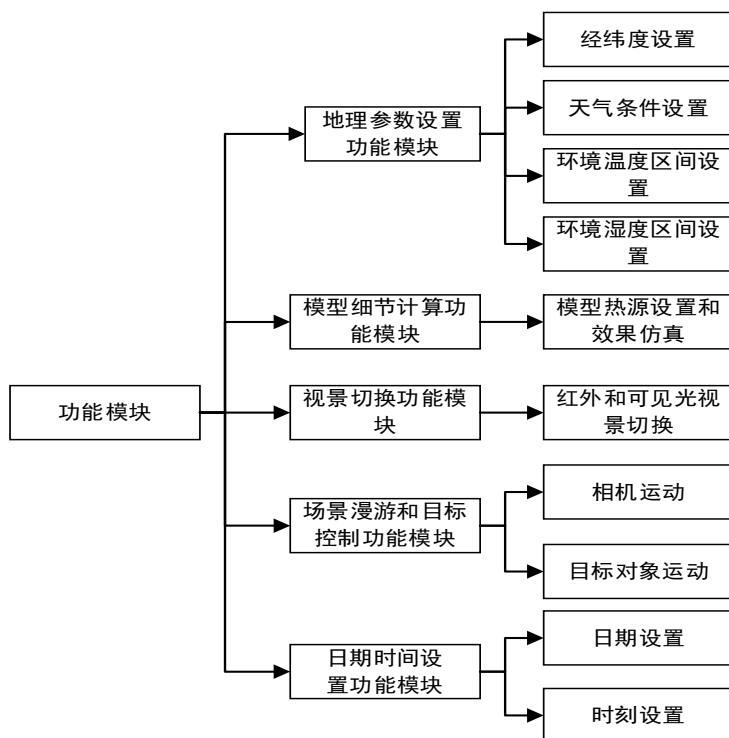 经纬度设置
地理参数设置
功能模块
天气条件设置
环境温度区间设
置
环境湿度区间设
置
模型细节计算功
能模块
模型热源设置和
效果仿真
功能模块
视景切换功能模
块
红外和可见光视
景切换
场景漫游和目标
控制功能模块
相机运动
目标对象运动
日期时间设
置功能模块
日期设置
时刻设置